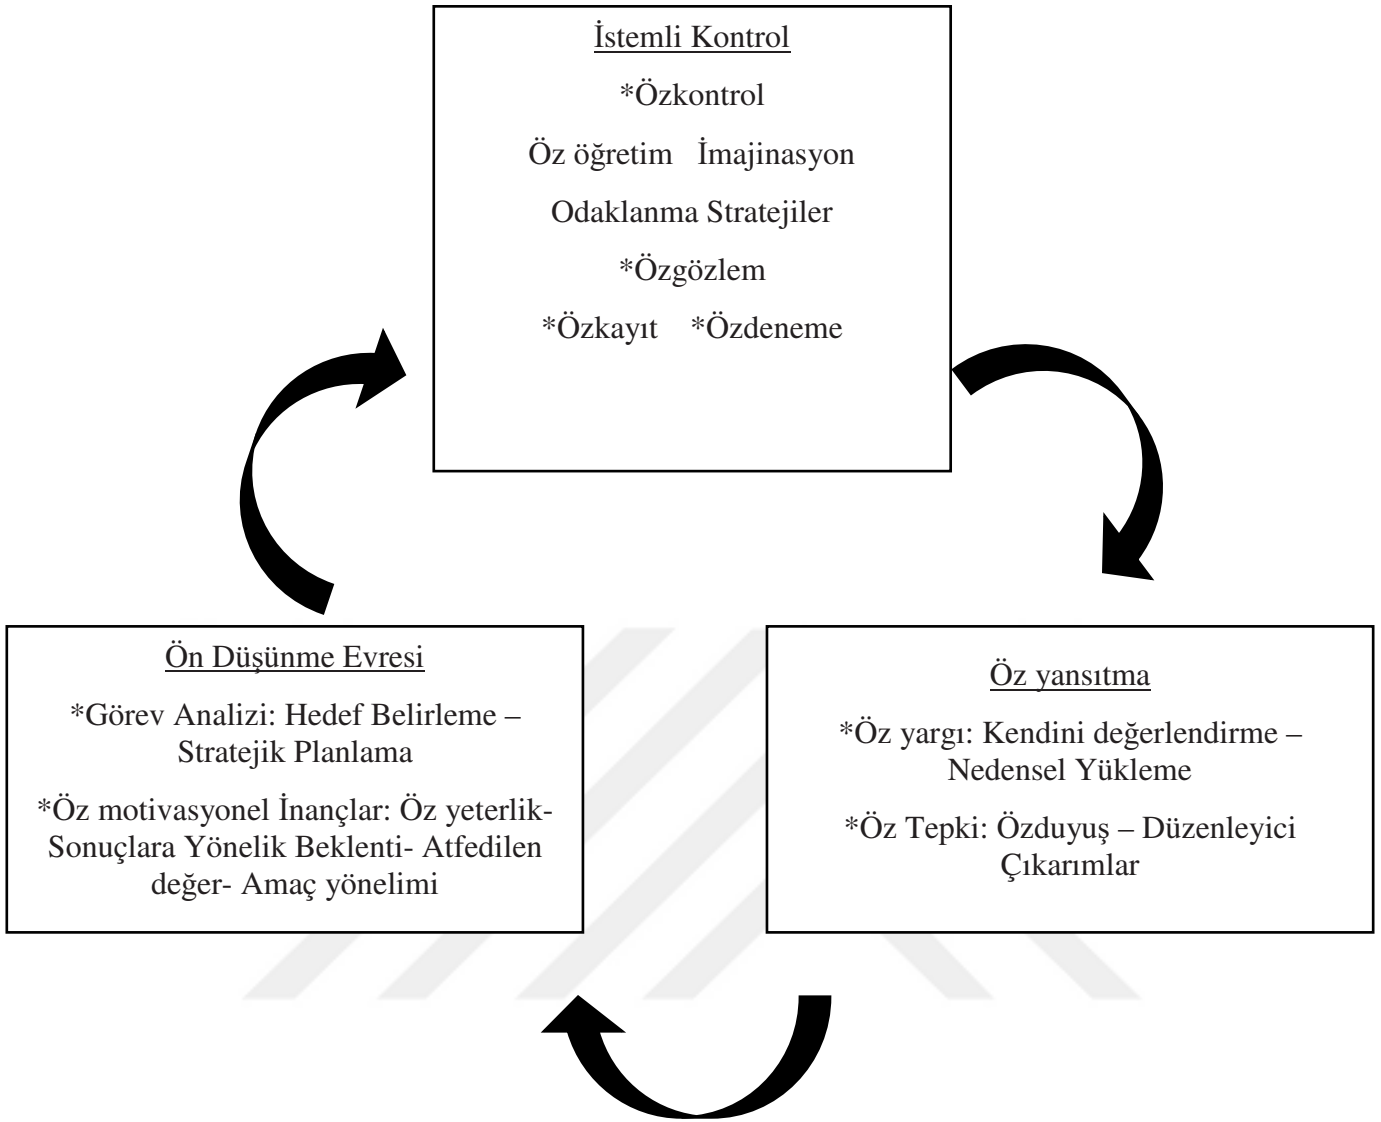 İstemli Kontrol
*Özkontrol
Öz öğretim İmajinasyon
Odaklanma Stratejiler
*Özgözlem
*Özkayıt *Özdeneme
Ön Düşünme Evresi
*Görev Analizi: Hedef Belirleme –
Stratejik Planlama
*Öz motivasyonel İnançlar: Öz yeterlik-
Sonuçlara Yönelik Beklenti- Atfedilen
değer- Amaç yönelimi
Öz yansıtma
*Öz yargı: Kendini değerlendirme –
Nedensel Yükleme
*Öz Tepki: Özduyuş – Düzenleyici
Çıkarımlar